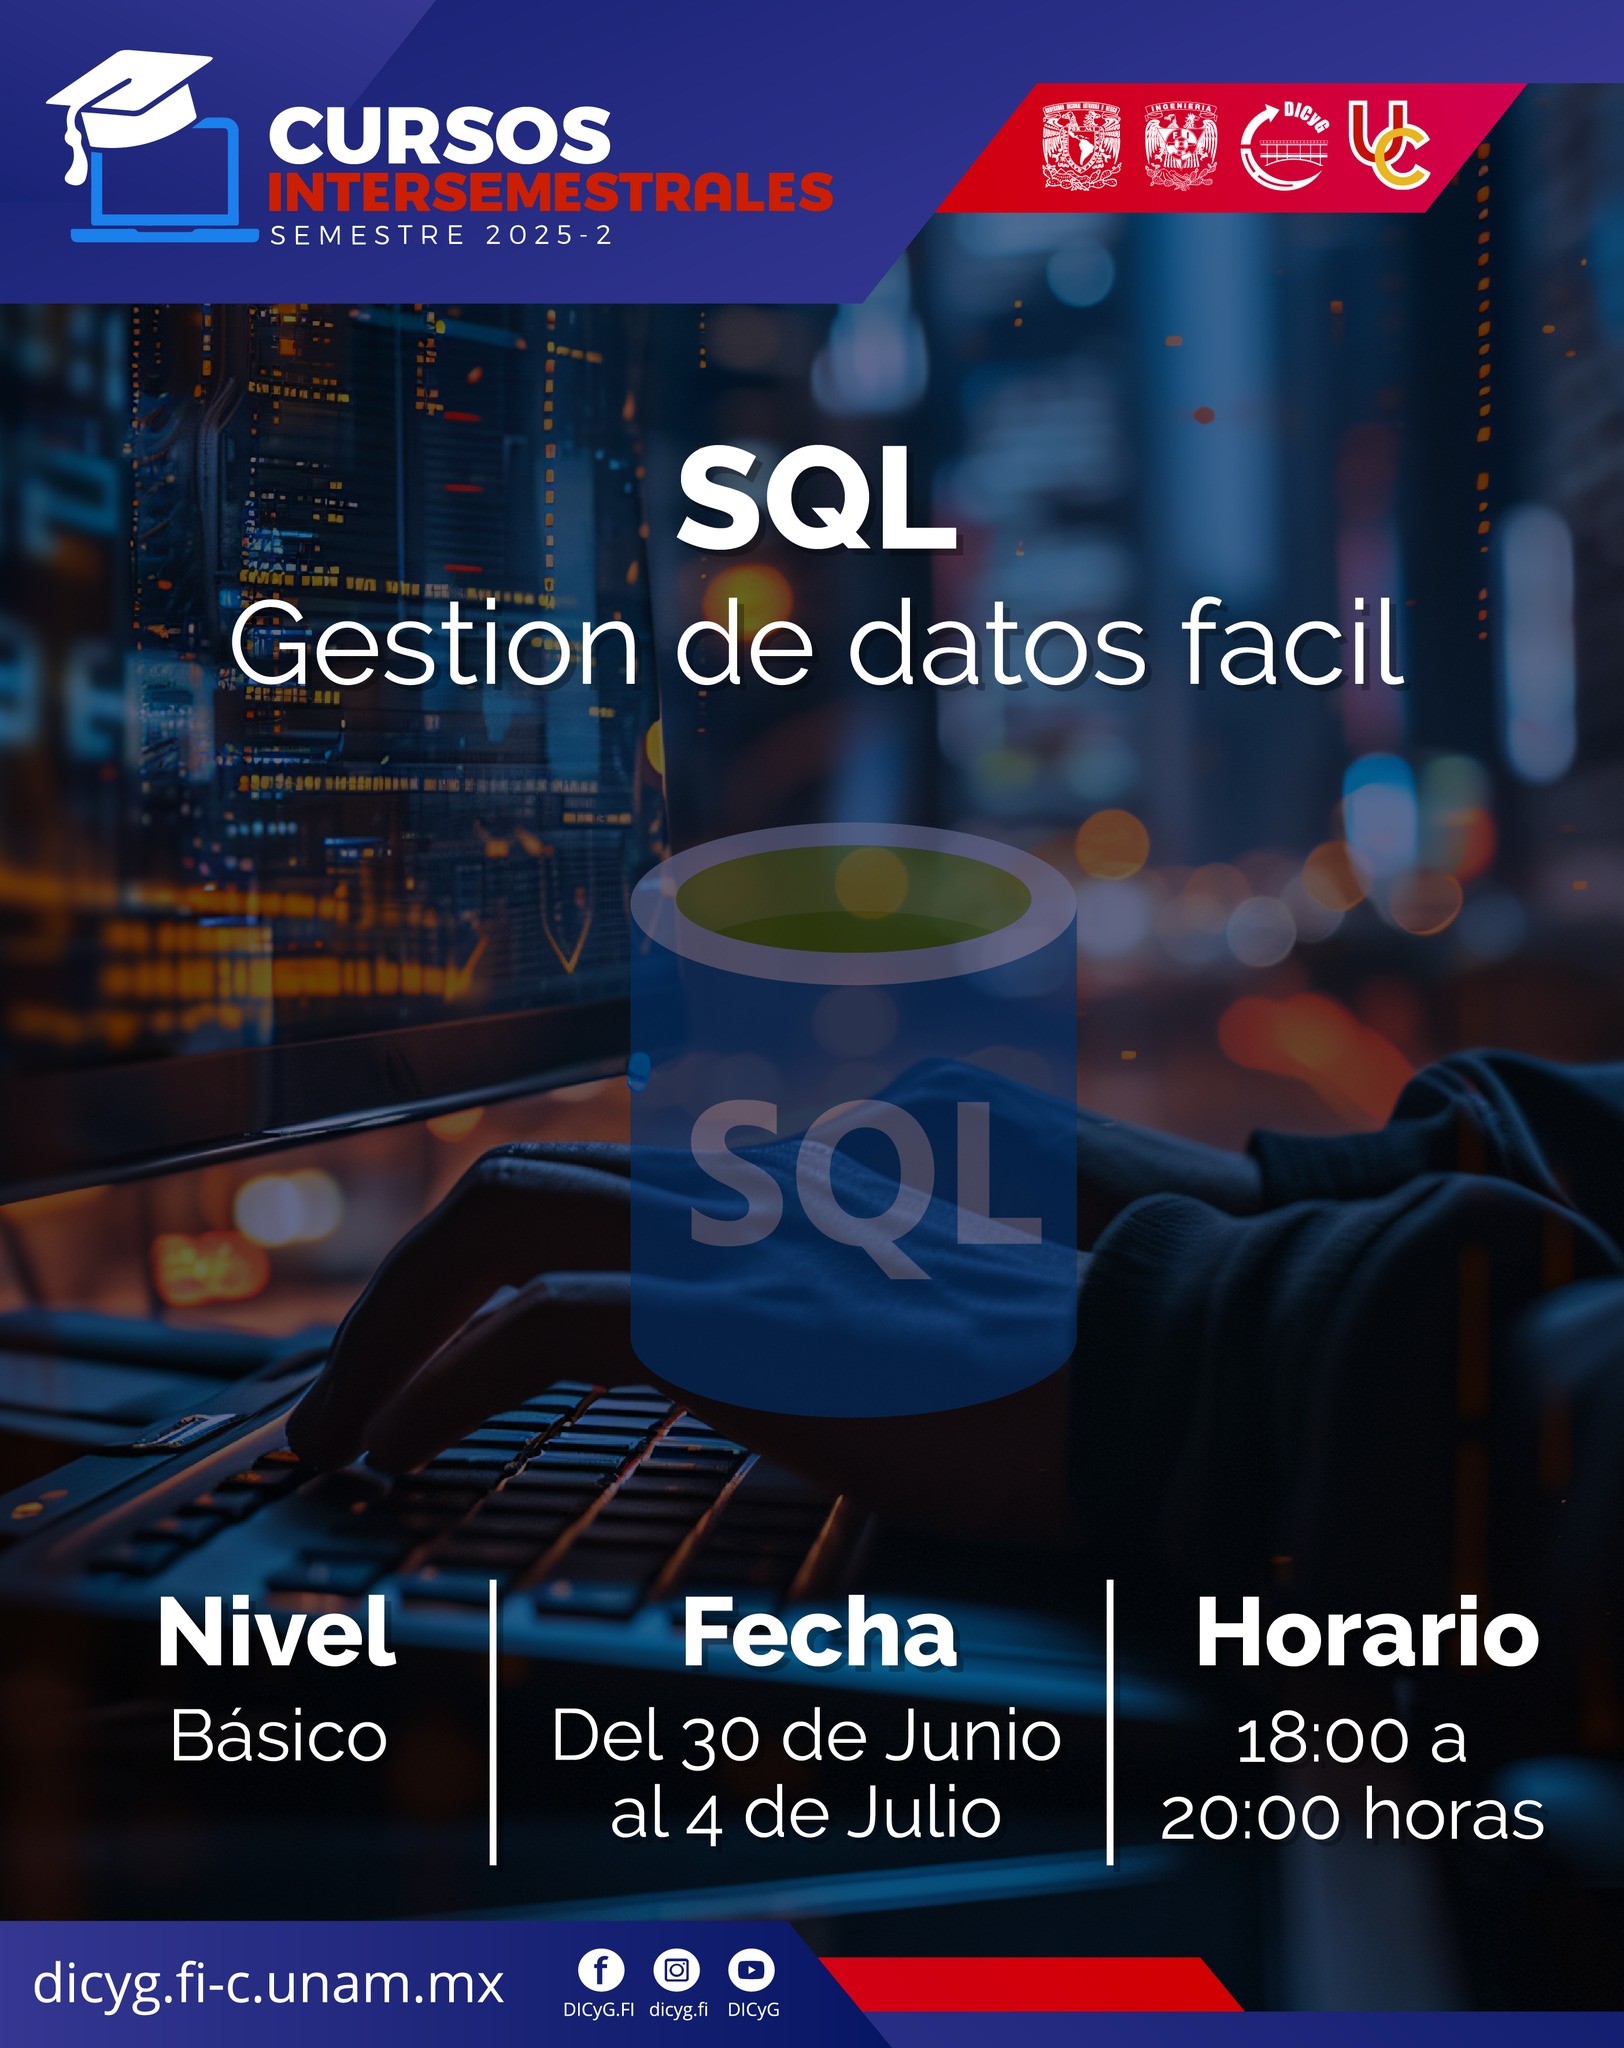 CURSOS
INTERSEMESTRALES
SEMESTRE 2025-2
INGENIERIA
DICyG
UC
SQL
Gestion de datos facil
SQL
Nivel
Básico
Fecha
Del 30 de Junio
al 4 de Julio
Horario
18:00 a
20:00 horas
dicyg.fi-c.unam.mx
DICyG.FI
dicyg.fi
DICyG